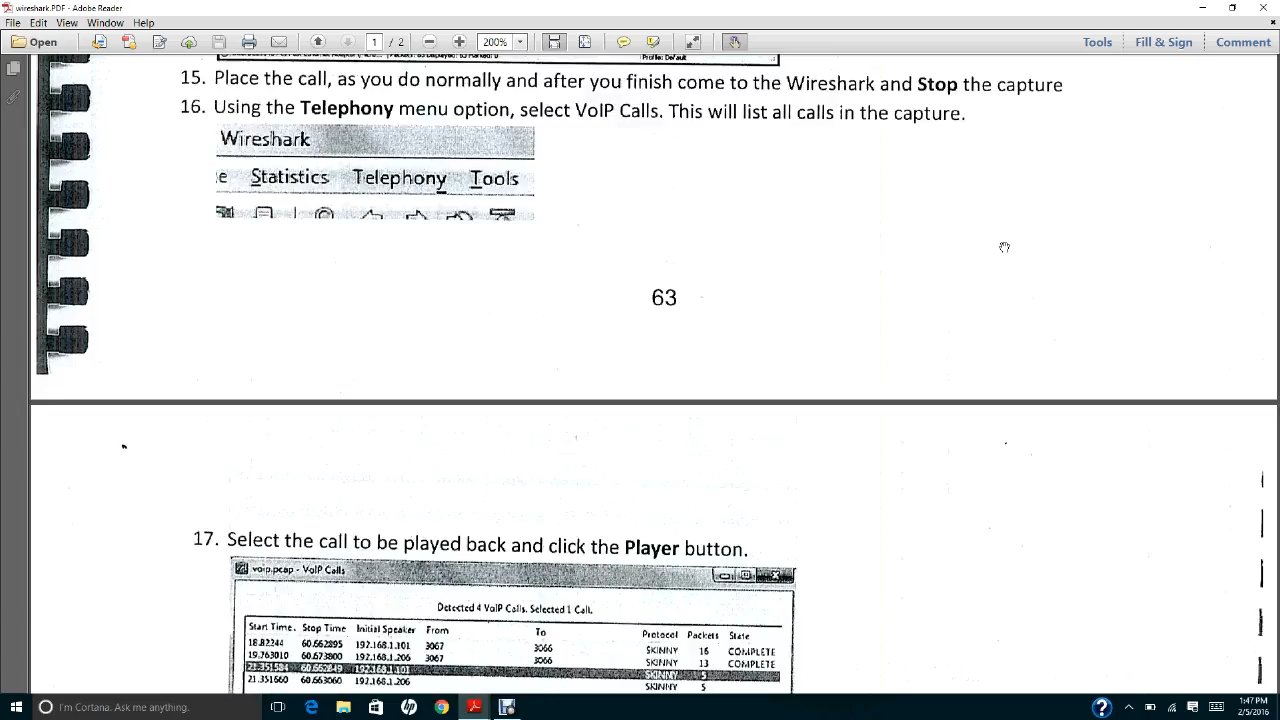 wireshark.PDF - Adobe Reader
File Edit View Window Help
Open 1 / 2 200% Tools Fill & Sign Comment
Profile: Default
15. Place the call, as you do normally and after you finish come to the Wireshark and Stop the capture
16. Using the Telephony menu option, select VoIP Calls. This will list all calls in the capture.
Wireshark
e Statistics Telephony Tools
63
17. Select the call to be played back and click the Player button.
voip.pcap - VoIP Calls
Detected 4 VoIP Calls. Selected 1 Call.
Start Time. Stop Time Initial Speaker From To Protocol Packets State
18.82244 60.662895 192.168.1.101 3067 3066 SKINNY 16 COMPLETE
19.763010 60.673800 192.168.1.206 3067 3066 SKINNY 13 COMPLETE
21.351584 60.662849 192.168.1.101 SKINNY 5
21.351660 60.663060 192.168.1.206 SKINNY 5
I'm Cortana. Ask me anything.
1:47 PM
2/5/2016